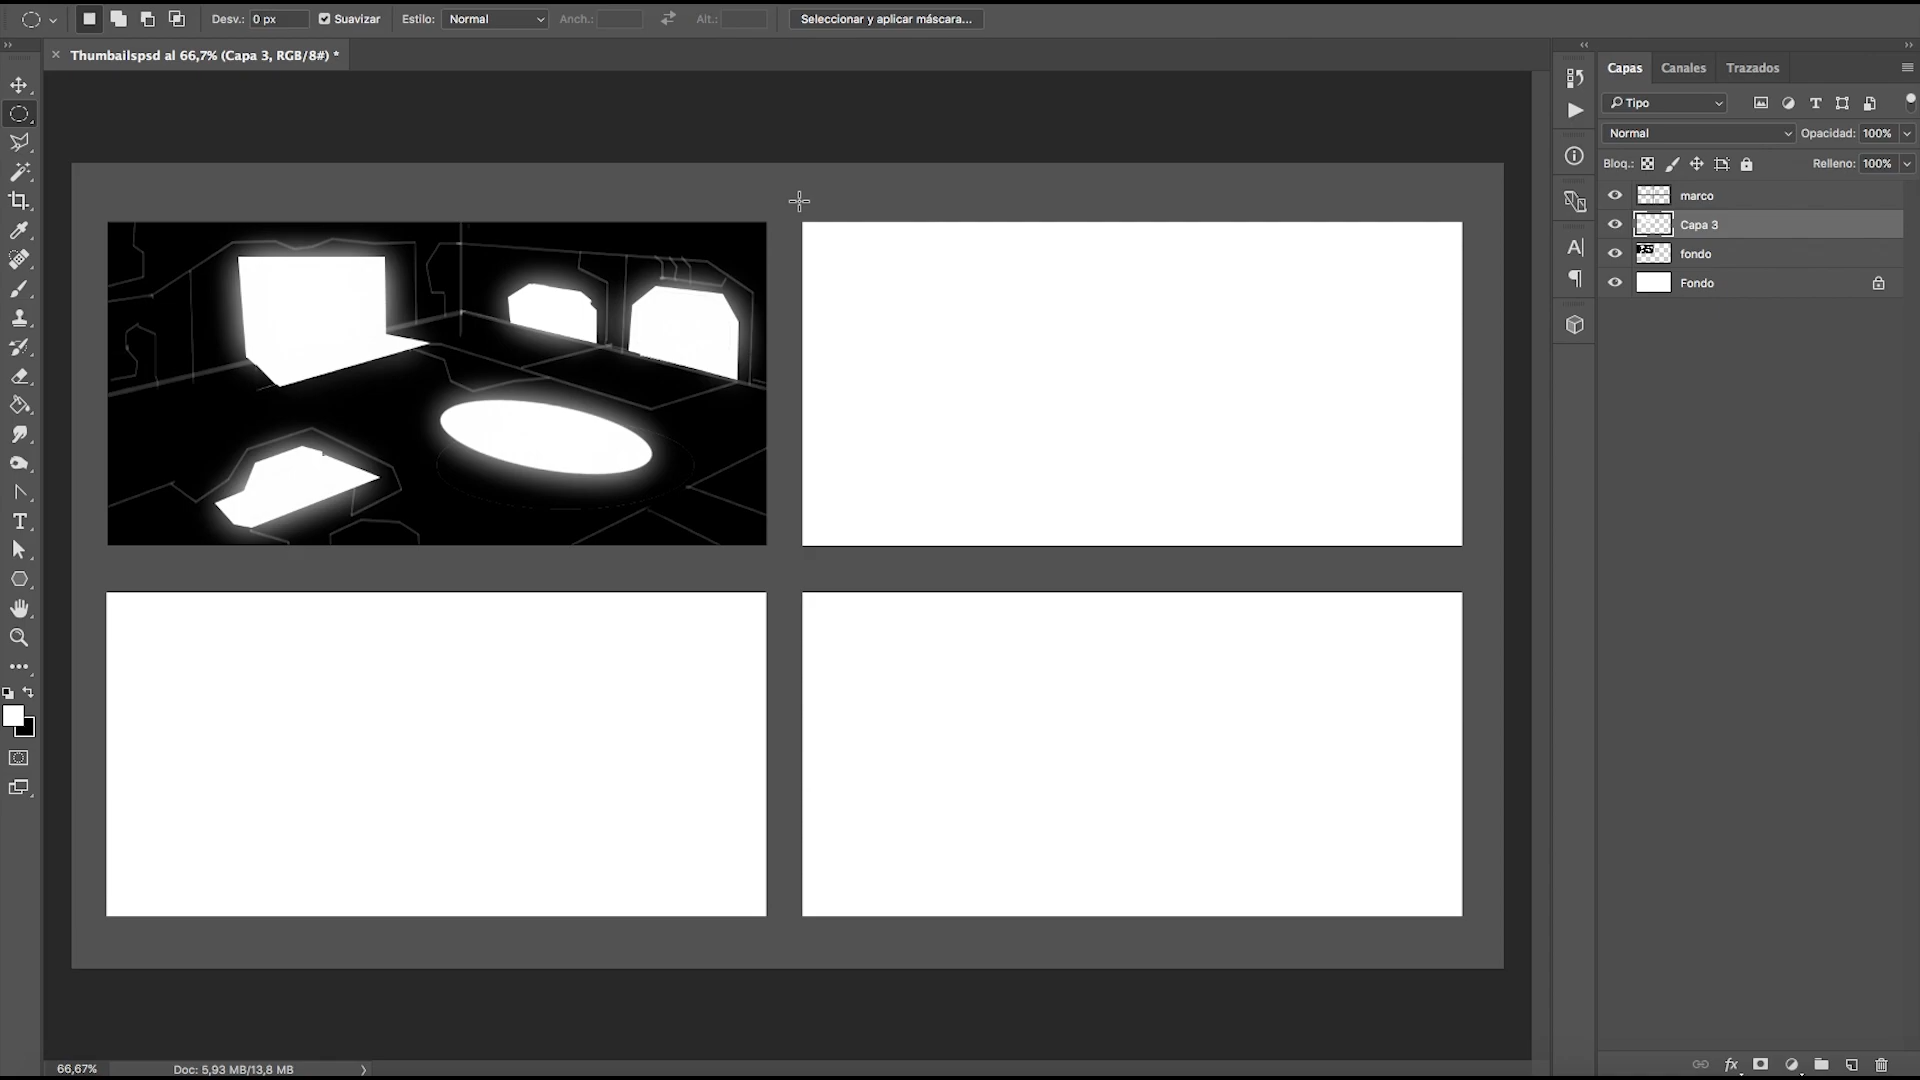 Desv.: 0 px Suavizar Estilo: Normal Anch.: Alt.: Seleccionar y aplicar máscara...
Thumbailspsd al 66,7% (Capa 3, RGB/8#) *
Capas Canales Trazados
Tipo
Normal Opacidad: 100%
Bloq.: Relleno: 100%
marco
Capa 3
fondo
Fondo
66,67% Doc: 5,93 MB/13,8 MB